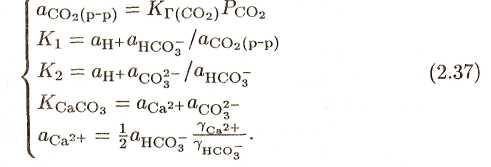 a_{CO_2(р-р)} = K_{Г(CO_2)} P_{CO_2}
K_1 = a_{H^+} a_{HCO_3^-} / a_{CO_2(р-р)}
K_2 = a_{H^+} a_{CO_3^{2-}} / a_{HCO_3^-}
K_{CaCO_3} = a_{Ca^{2+}} a_{CO_3^{2-}}
a_{Ca^{2+}} = \frac{1}{2} a_{HCO_3^-} \frac{γ_{Ca^{2+}}}{γ_{HCO_3^-}}.
(2.37)